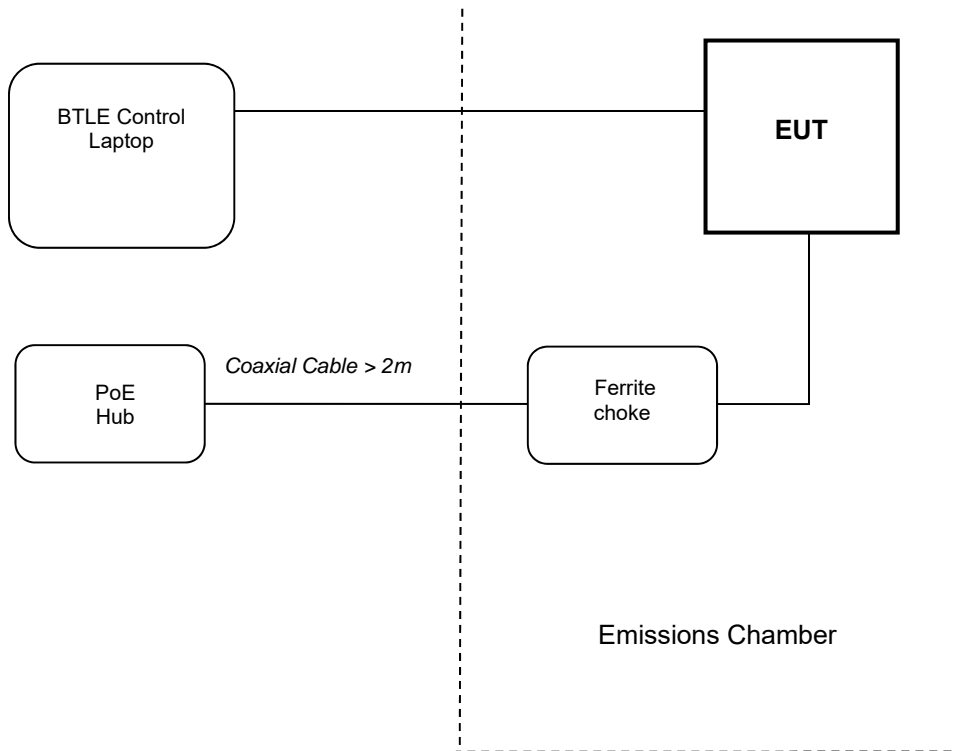 BTLE Control
Laptop
EUT
Coaxial Cable > 2m
PoE
Hub
Ferrite
choke
Emissions Chamber